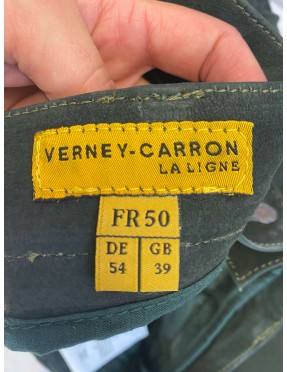 VERNEY-CARRON
LA LIGNE
FR 50
DE GB
54 39